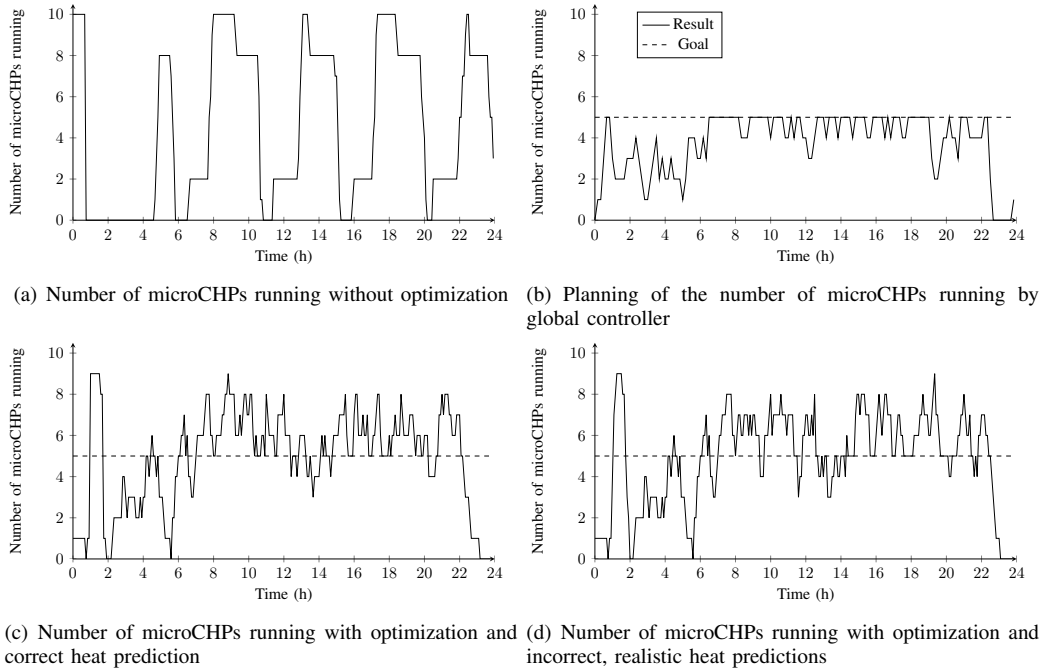 Number of microCHPs running
10
8
6
4
2
0
0 2 4 6 8 10 12 14 16 18 20 22 24
Time (h)
(a) Number of microCHPs running without optimization
Number of microCHPs running
10
8
6
4
2
0
Result
Goal
0 2 4 6 8 10 12 14 16 18 20 22 24
Time (h)
(b) Planning of the number of microCHPs running by
global controller
Number of microCHPs running
10
8
6
4
2
0
0 2 4 6 8 10 12 14 16 18 20 22 24
Time (h)
(c) Number of microCHPs running with optimization and
correct heat prediction
Number of microCHPs running
10
8
6
4
2
0
0 2 4 6 8 10 12 14 16 18 20 22 24
Time (h)
(d) Number of microCHPs running with optimization and
incorrect, realistic heat predictions